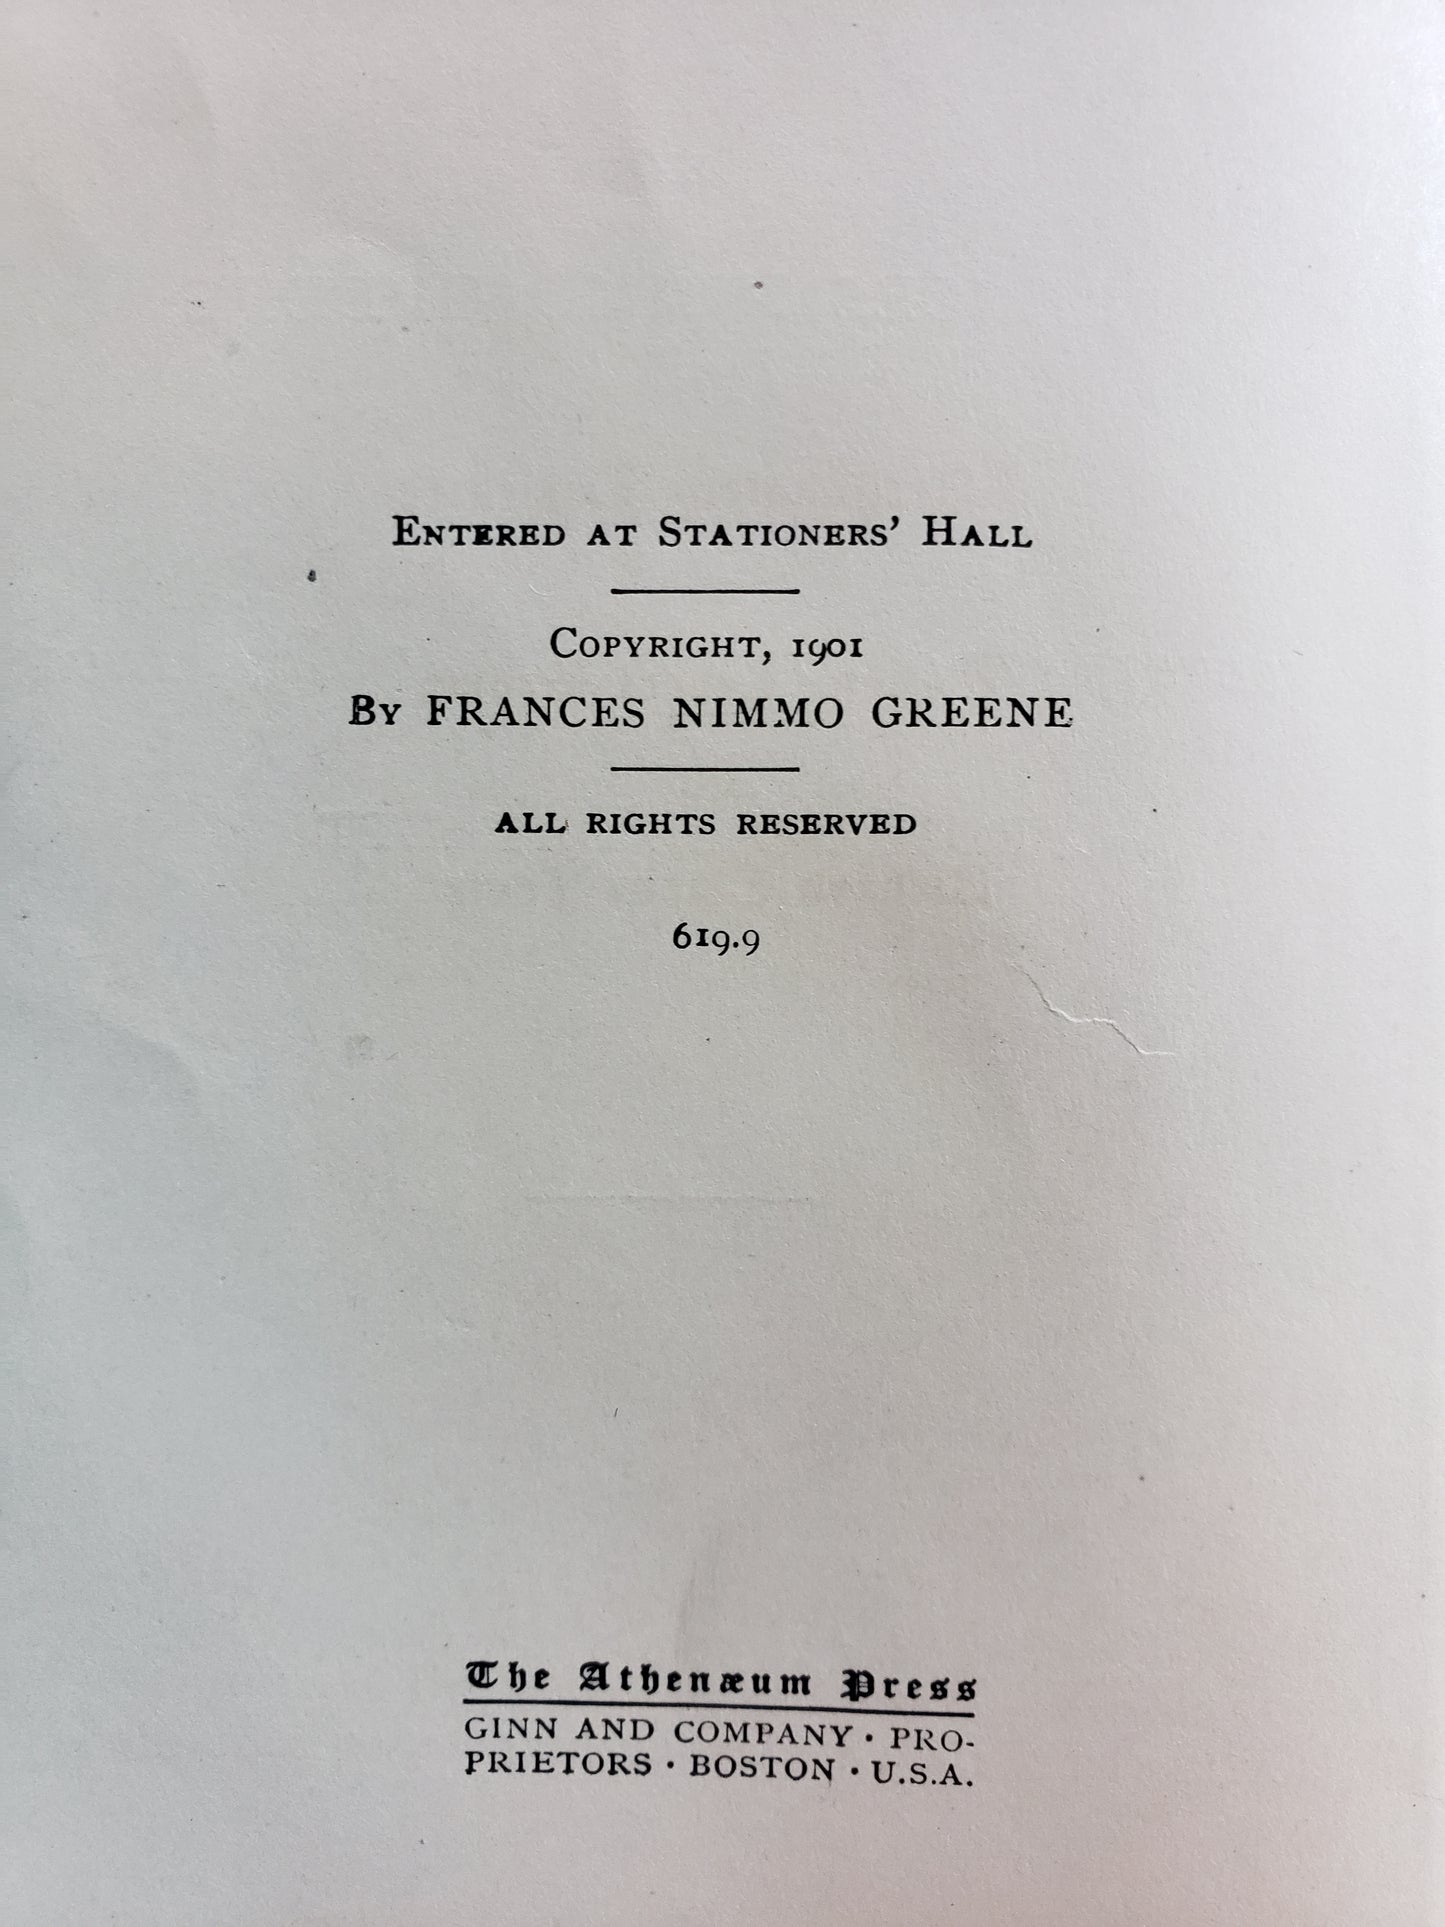 ENTERED AT STATIONERS’ HALL
COPYRIGHT, 1901
BY FRANCES NIMMO GREENE
ALL RIGHTS RESERVED
619.9
The Athenæum Press
GINN AND COMPANY · PRO-
PRIETORS · BOSTON · U.S.A.